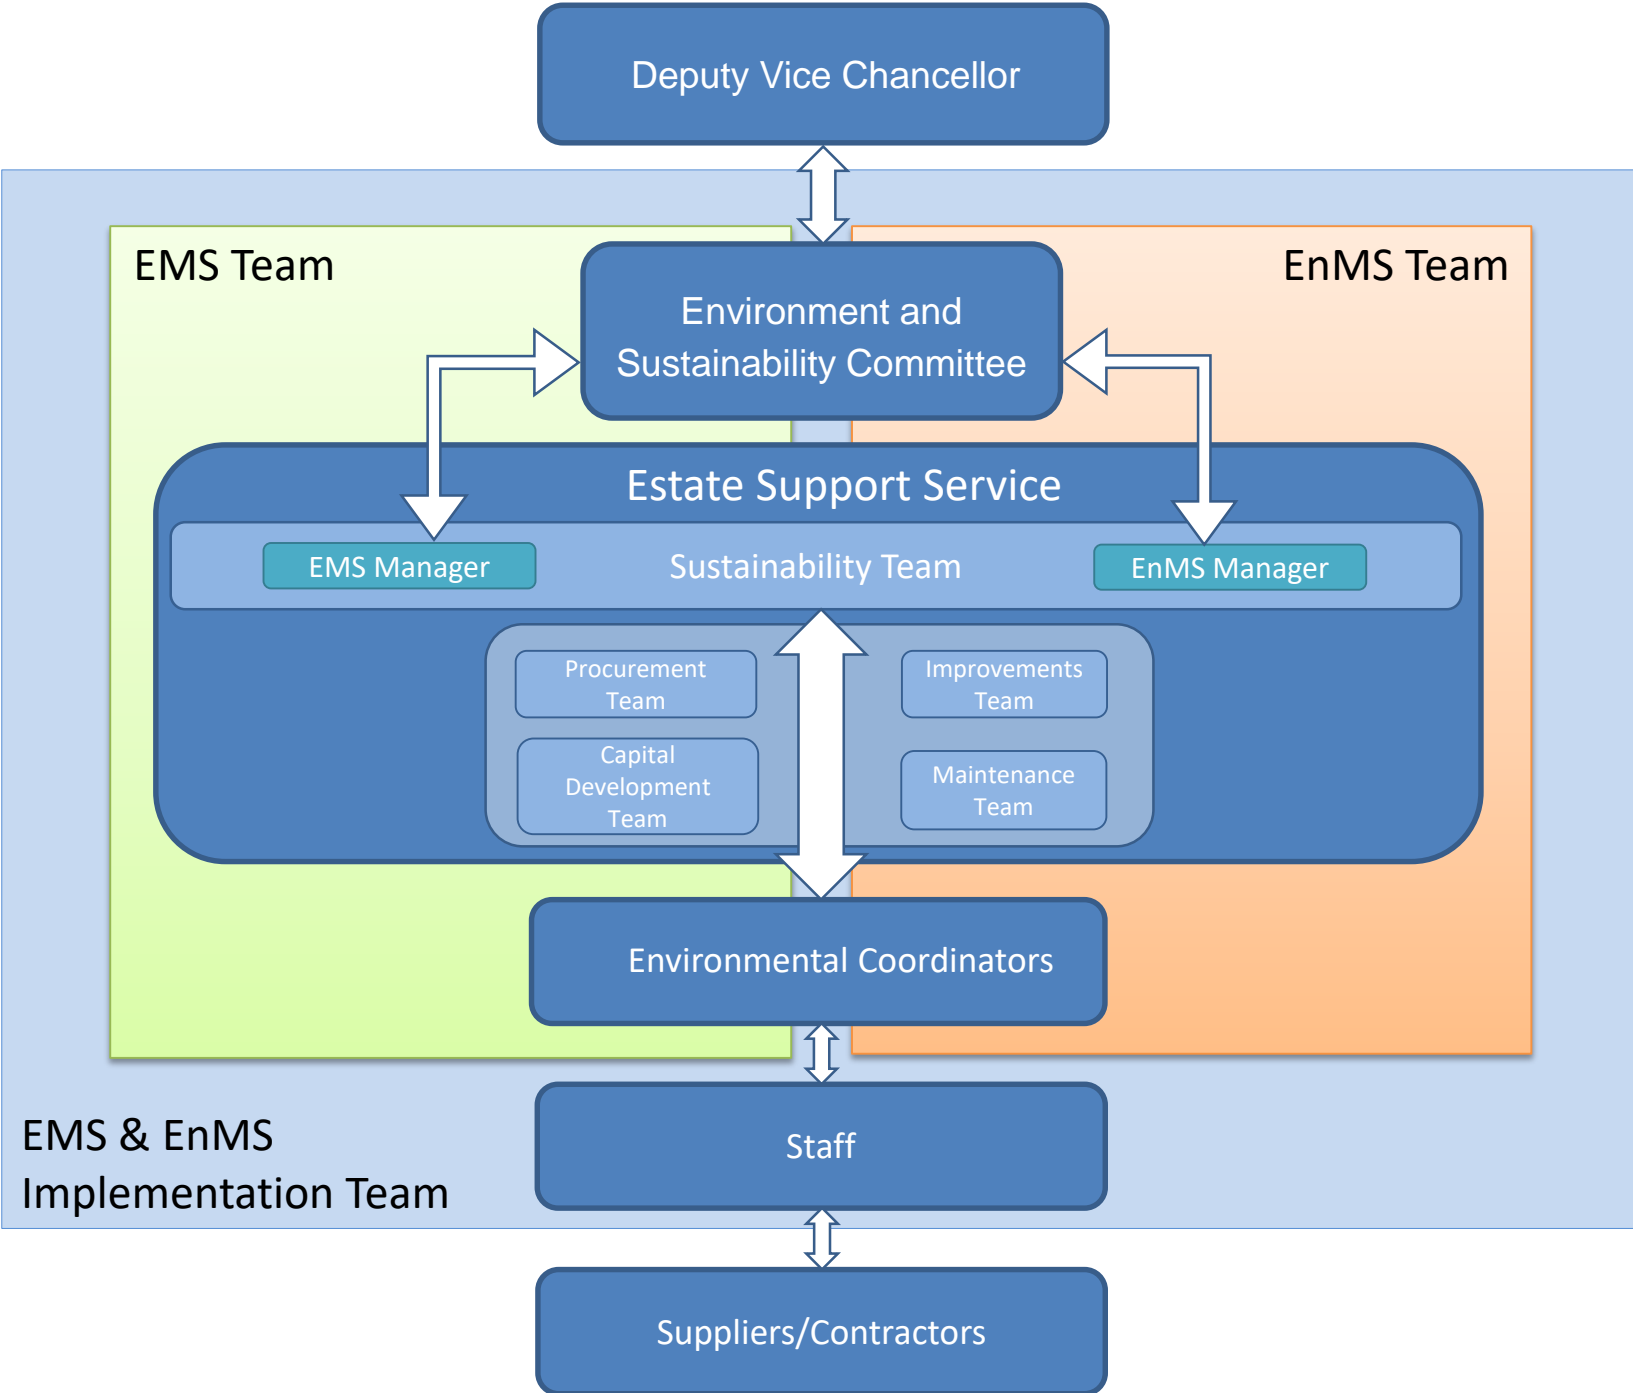 Deputy Vice Chancellor
EMS Team
EnMS Team
Environment and
Sustainability Committee
Estate Support Service
EMS Manager
Sustainability Team
EnMS Manager
Procurement
Team
Improvements
Team
Capital
Development
Team
Maintenance
Team
Environmental Coordinators
EMS & EnMS
Implementation Team
Staff
Suppliers/Contractors